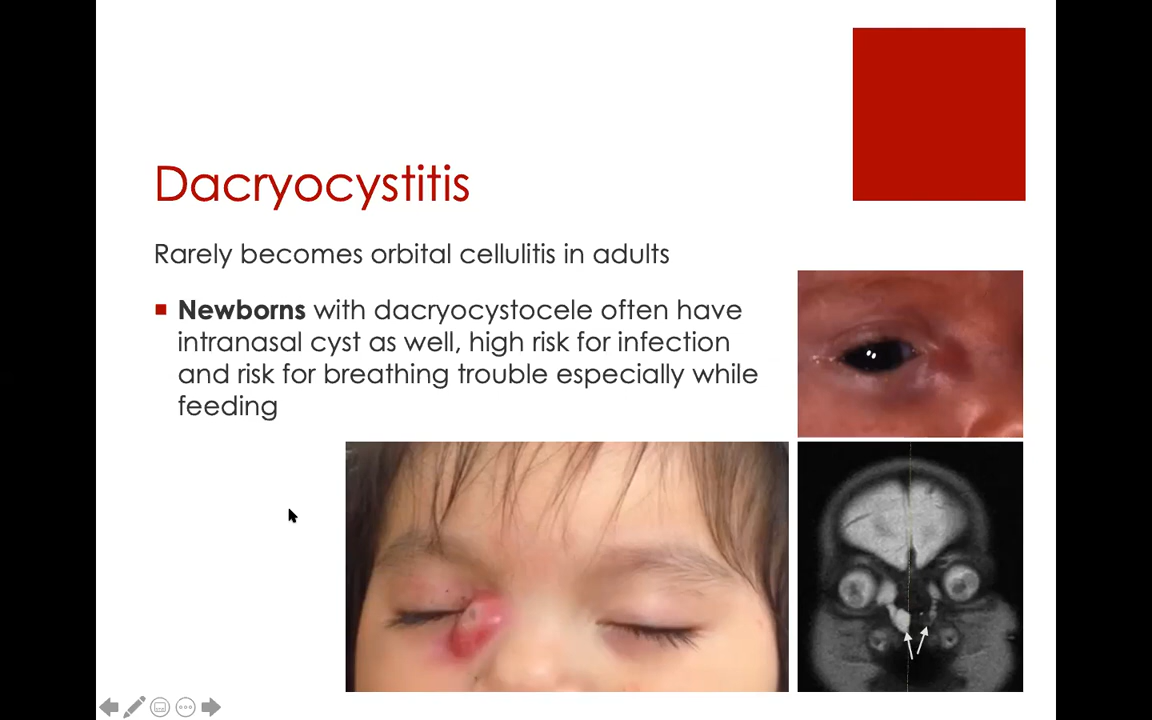 Dacryocystitis
Rarely becomes orbital cellulitis in adults
Newborns with dacryocystocele often have
intranasal cyst as well, high risk for infection
and risk for breathing trouble especially while
feeding